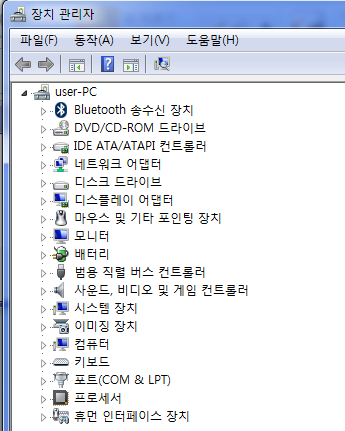 장치 관리자
파일(F) 동작(A) 보기(V) 도움말(H)
user-PC
Bluetooth 송수신 장치
DVD/CD-ROM 드라이브
IDE ATA/ATAPI 컨트롤러
네트워크 어댑터
디스크 드라이브
디스플레이 어댑터
마우스 및 기타 포인팅 장치
모니터
배터리
범용 직렬 버스 컨트롤러
사운드, 비디오 및 게임 컨트롤러
시스템 장치
이미징 장치
컴퓨터
키보드
포트(COM & LPT)
프로세서
휴먼 인터페이스 장치